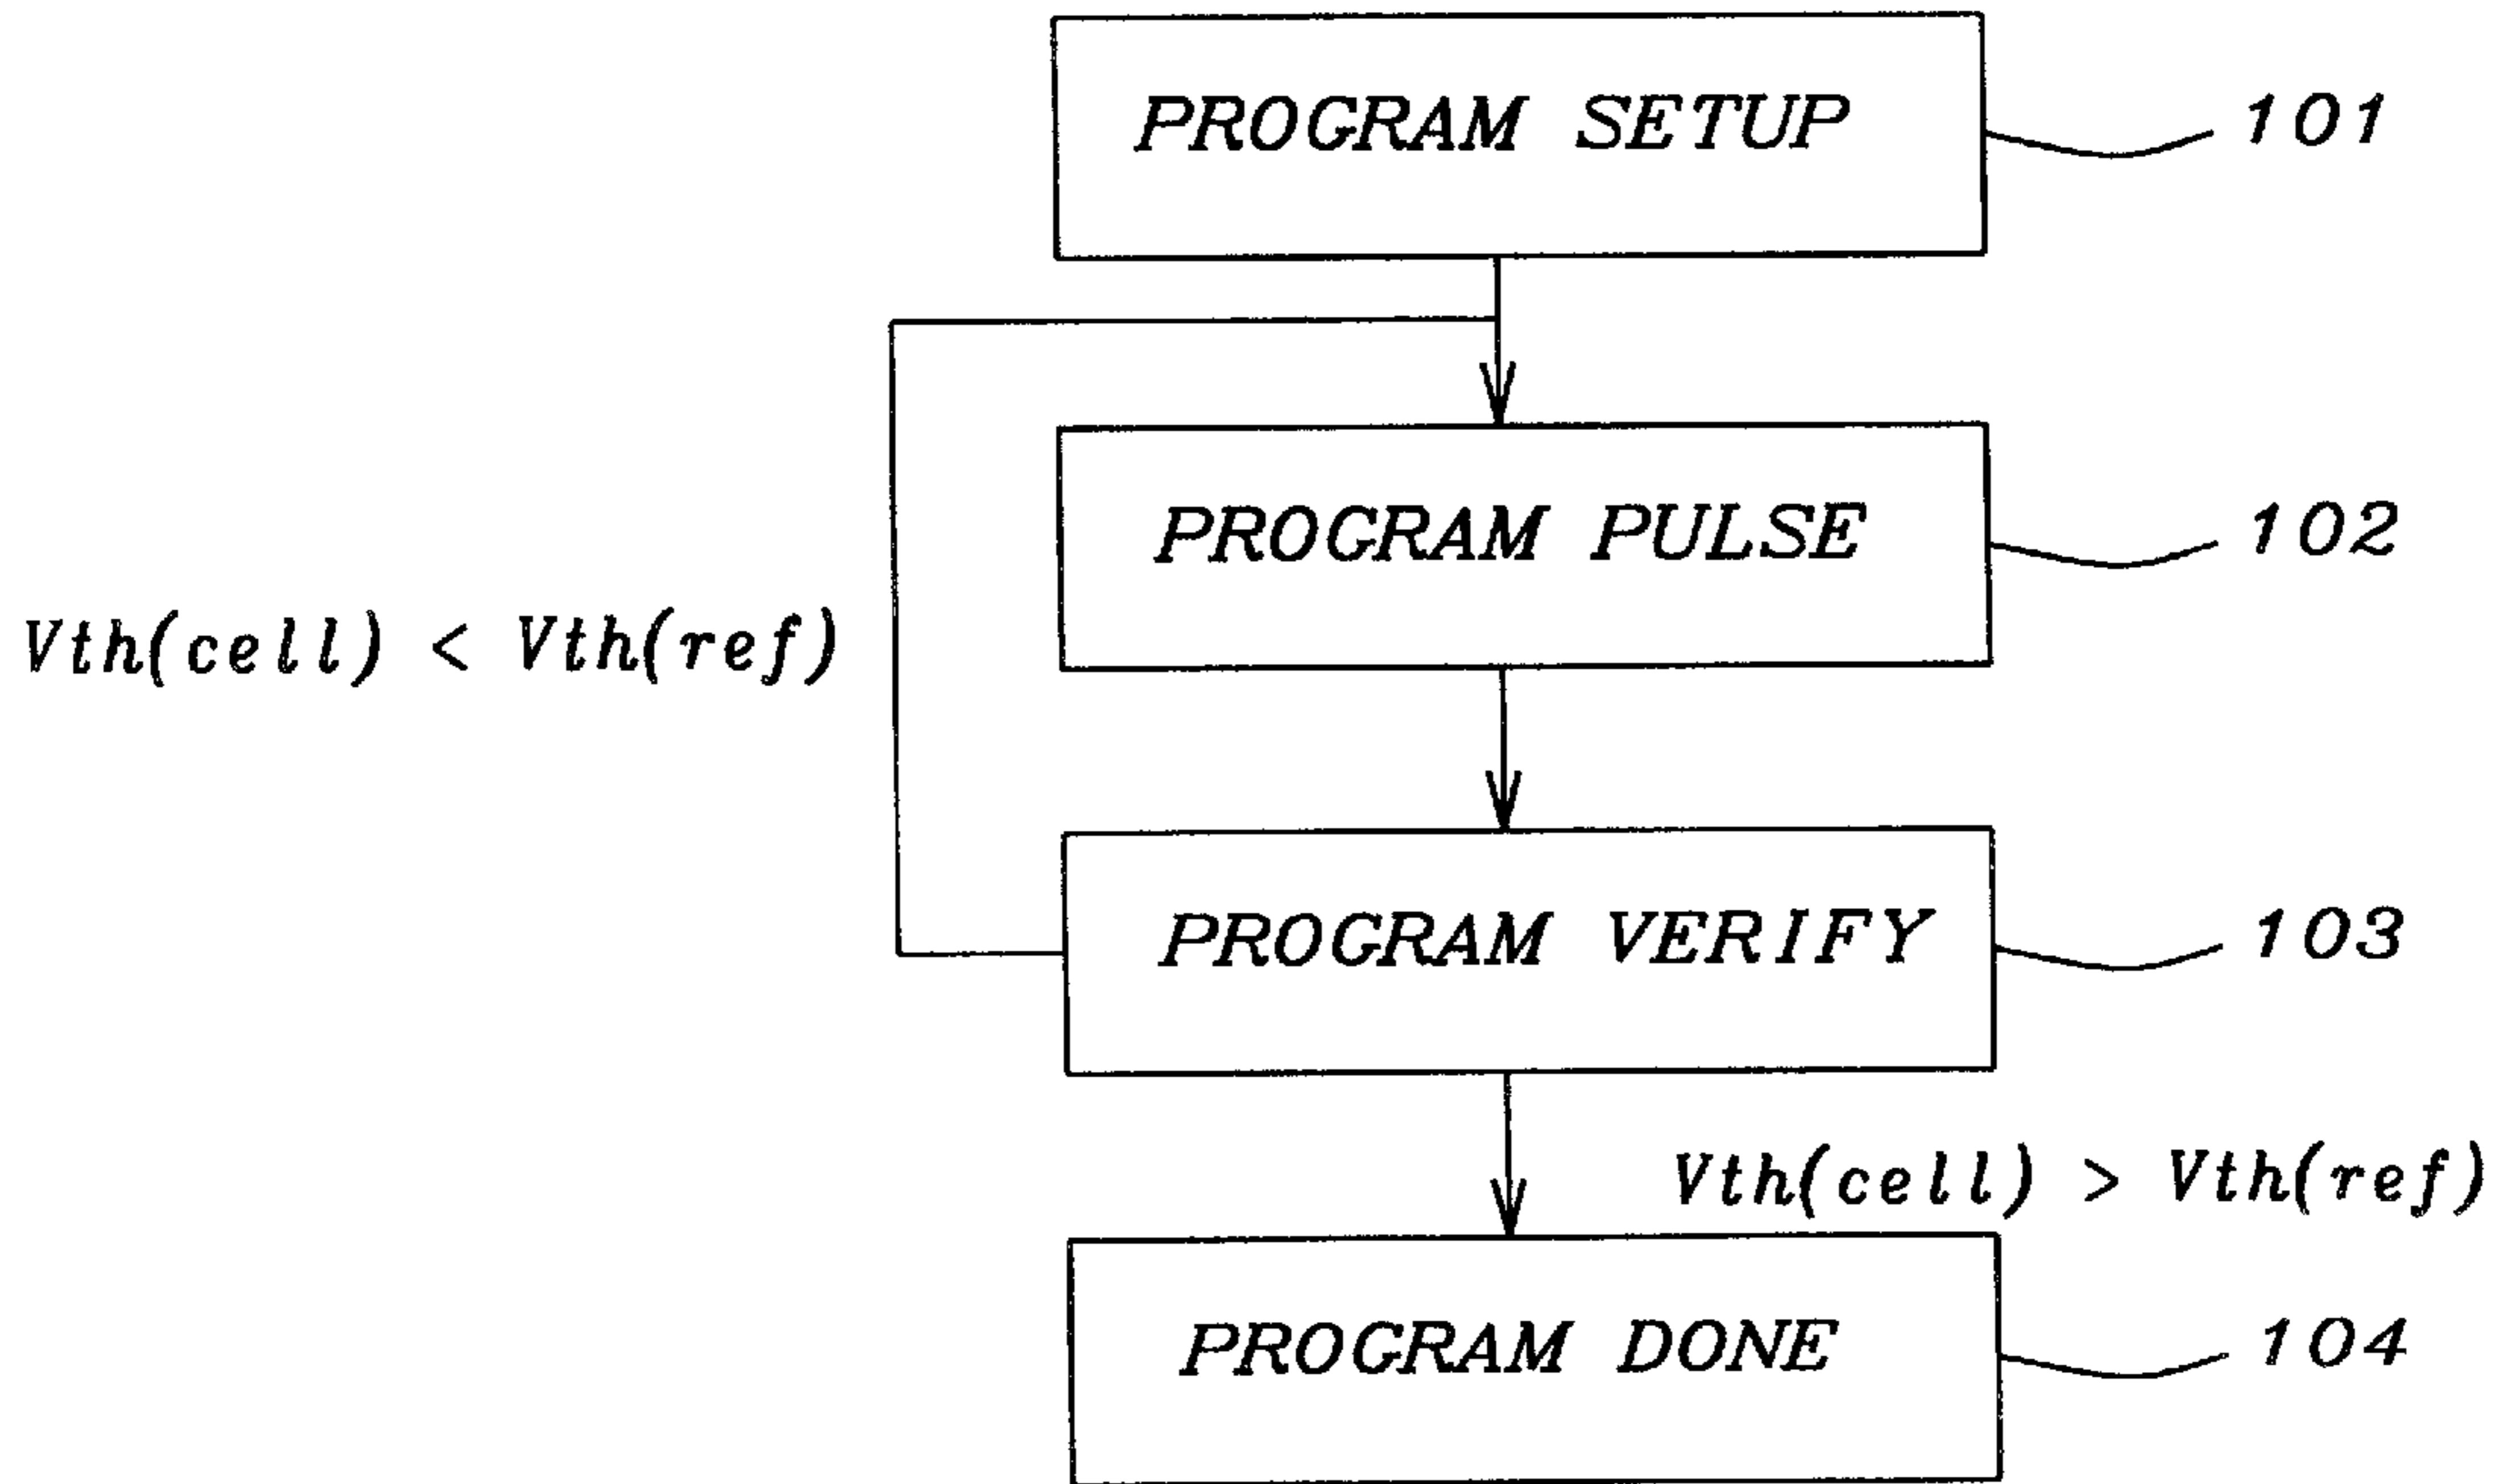 PROGRAM SETUP
101
PROGRAM PULSE
102
Vth(cell) < Vth(ref)
PROGRAM VERIFY
103
Vth(cell) > Vth(ref)
PROGRAM DONE
104